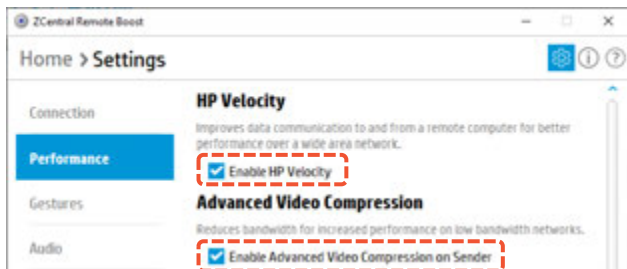 ZCentral Remote Boost
Home > Settings
Connection
Performance
Gestures
Audio
HP Velocity
Improves data communication to and from a remote computer for better
performance over a wide area network.
Enable HP Velocity
Advanced Video Compression
Reduces bandwidth for increased performance on low bandwidth networks.
Enable Advanced Video Compression on Sender